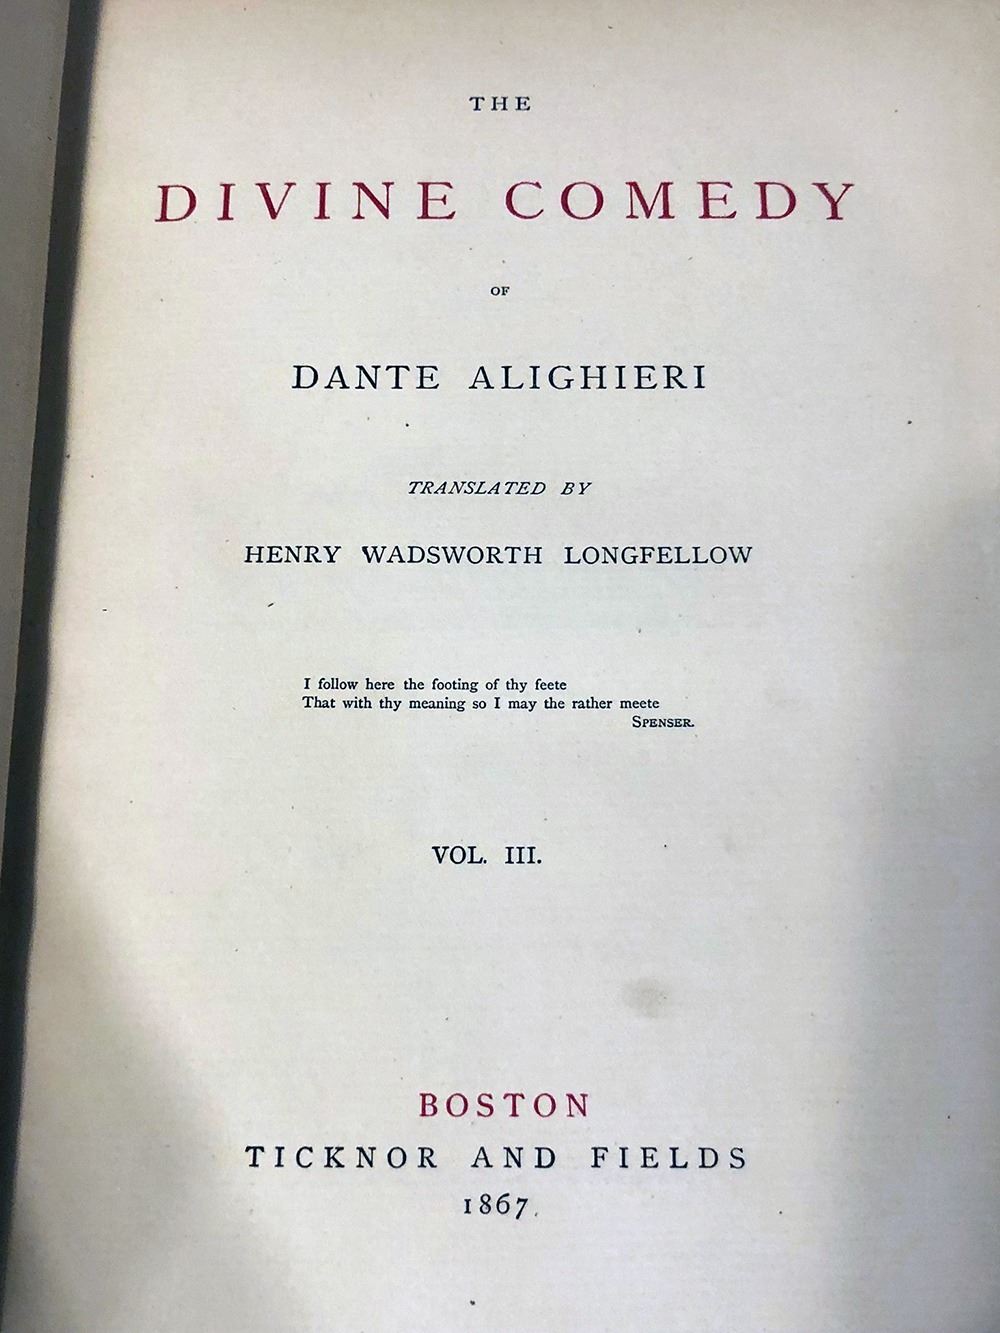 THE
DIVINE COMEDY
OF
DANTE ALIGHIERI
TRANSLATED BY
HENRY WADSWORTH LONGFELLOW
I follow here the footing of thy feete
That with thy meaning so I may the rather meete
SPENSER.
VOL. III.
BOSTON
TICKNOR AND FIELDS
1867.